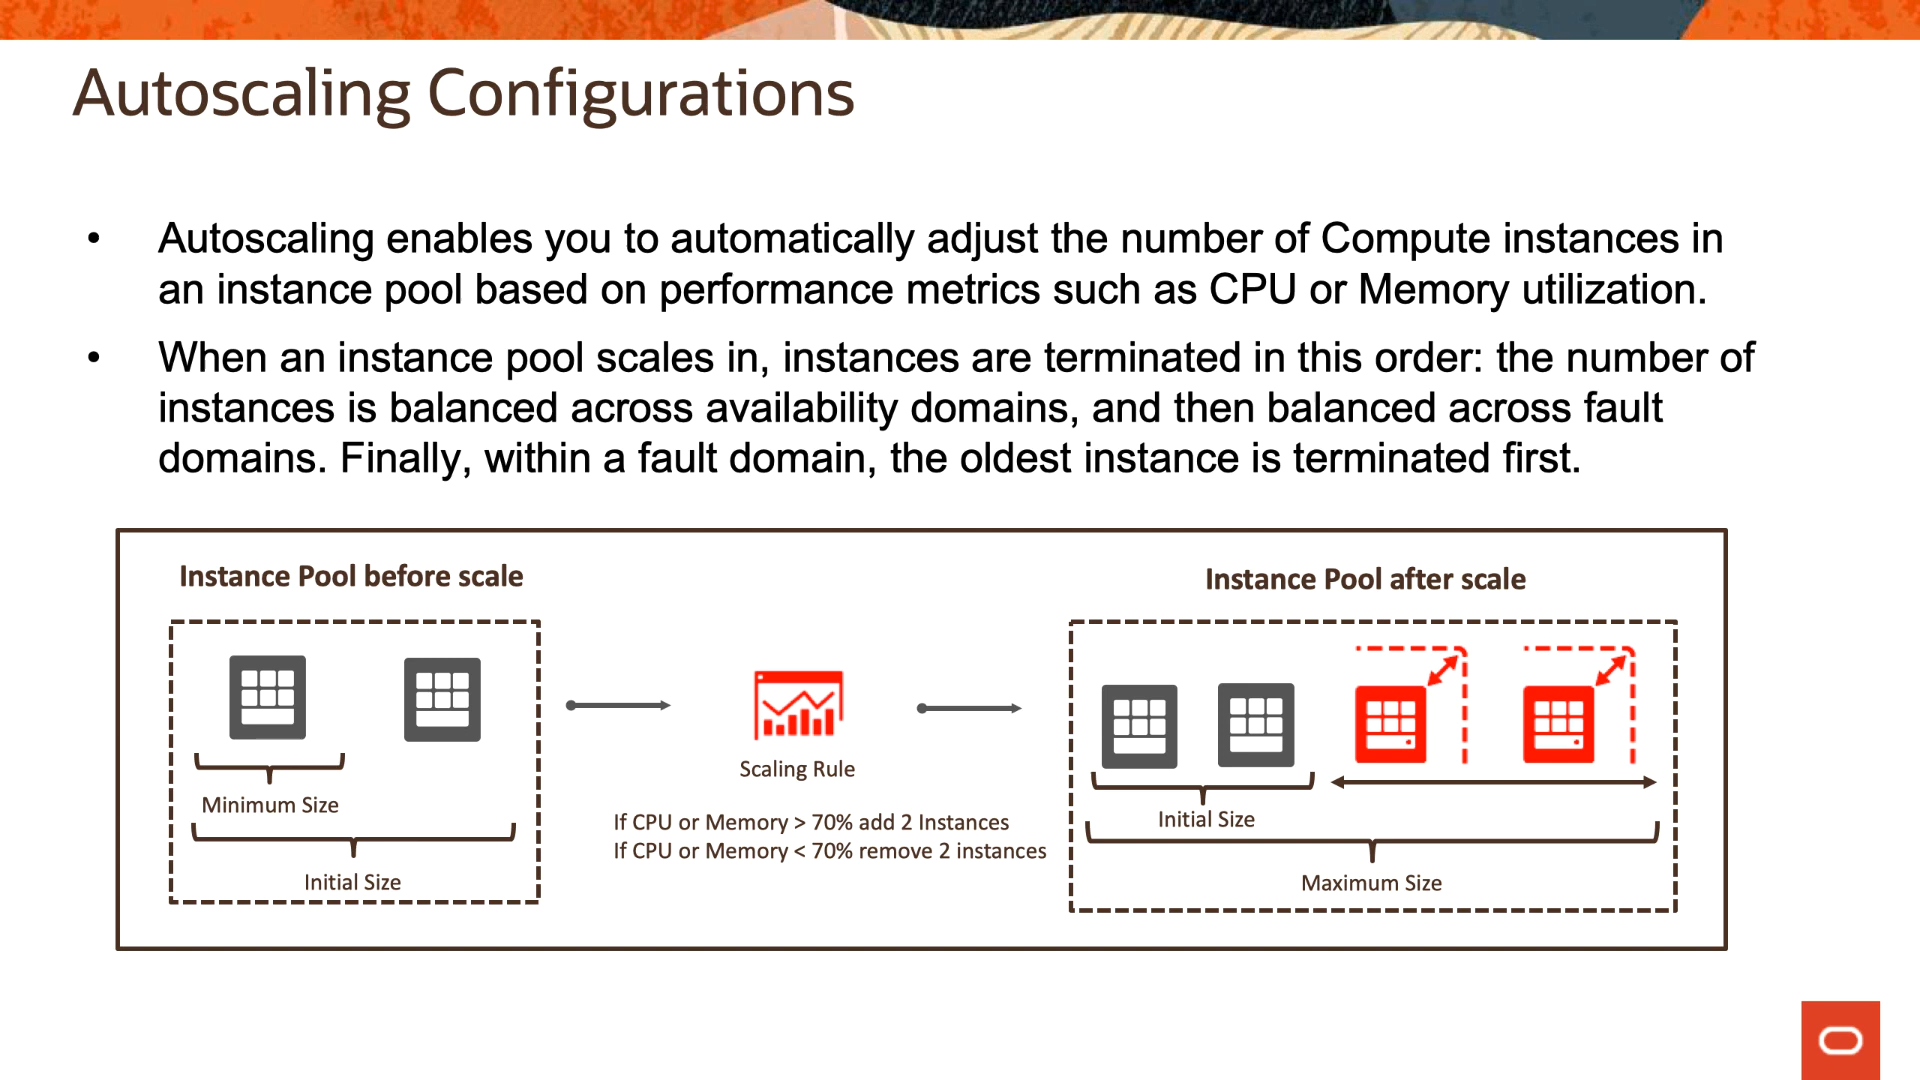 Autoscaling Configurations
• Autoscaling enables you to automatically adjust the number of Compute instances in
an instance pool based on performance metrics such as CPU or Memory utilization.
• When an instance pool scales in, instances are terminated in this order: the number of
instances is balanced across availability domains, and then balanced across fault
domains. Finally, within a fault domain, the oldest instance is terminated first.
Instance Pool before scale
Minimum Size
Initial Size
Scaling Rule
If CPU or Memory > 70% add 2 Instances
If CPU or Memory < 70% remove 2 instances
Instance Pool after scale
Initial Size
Maximum Size